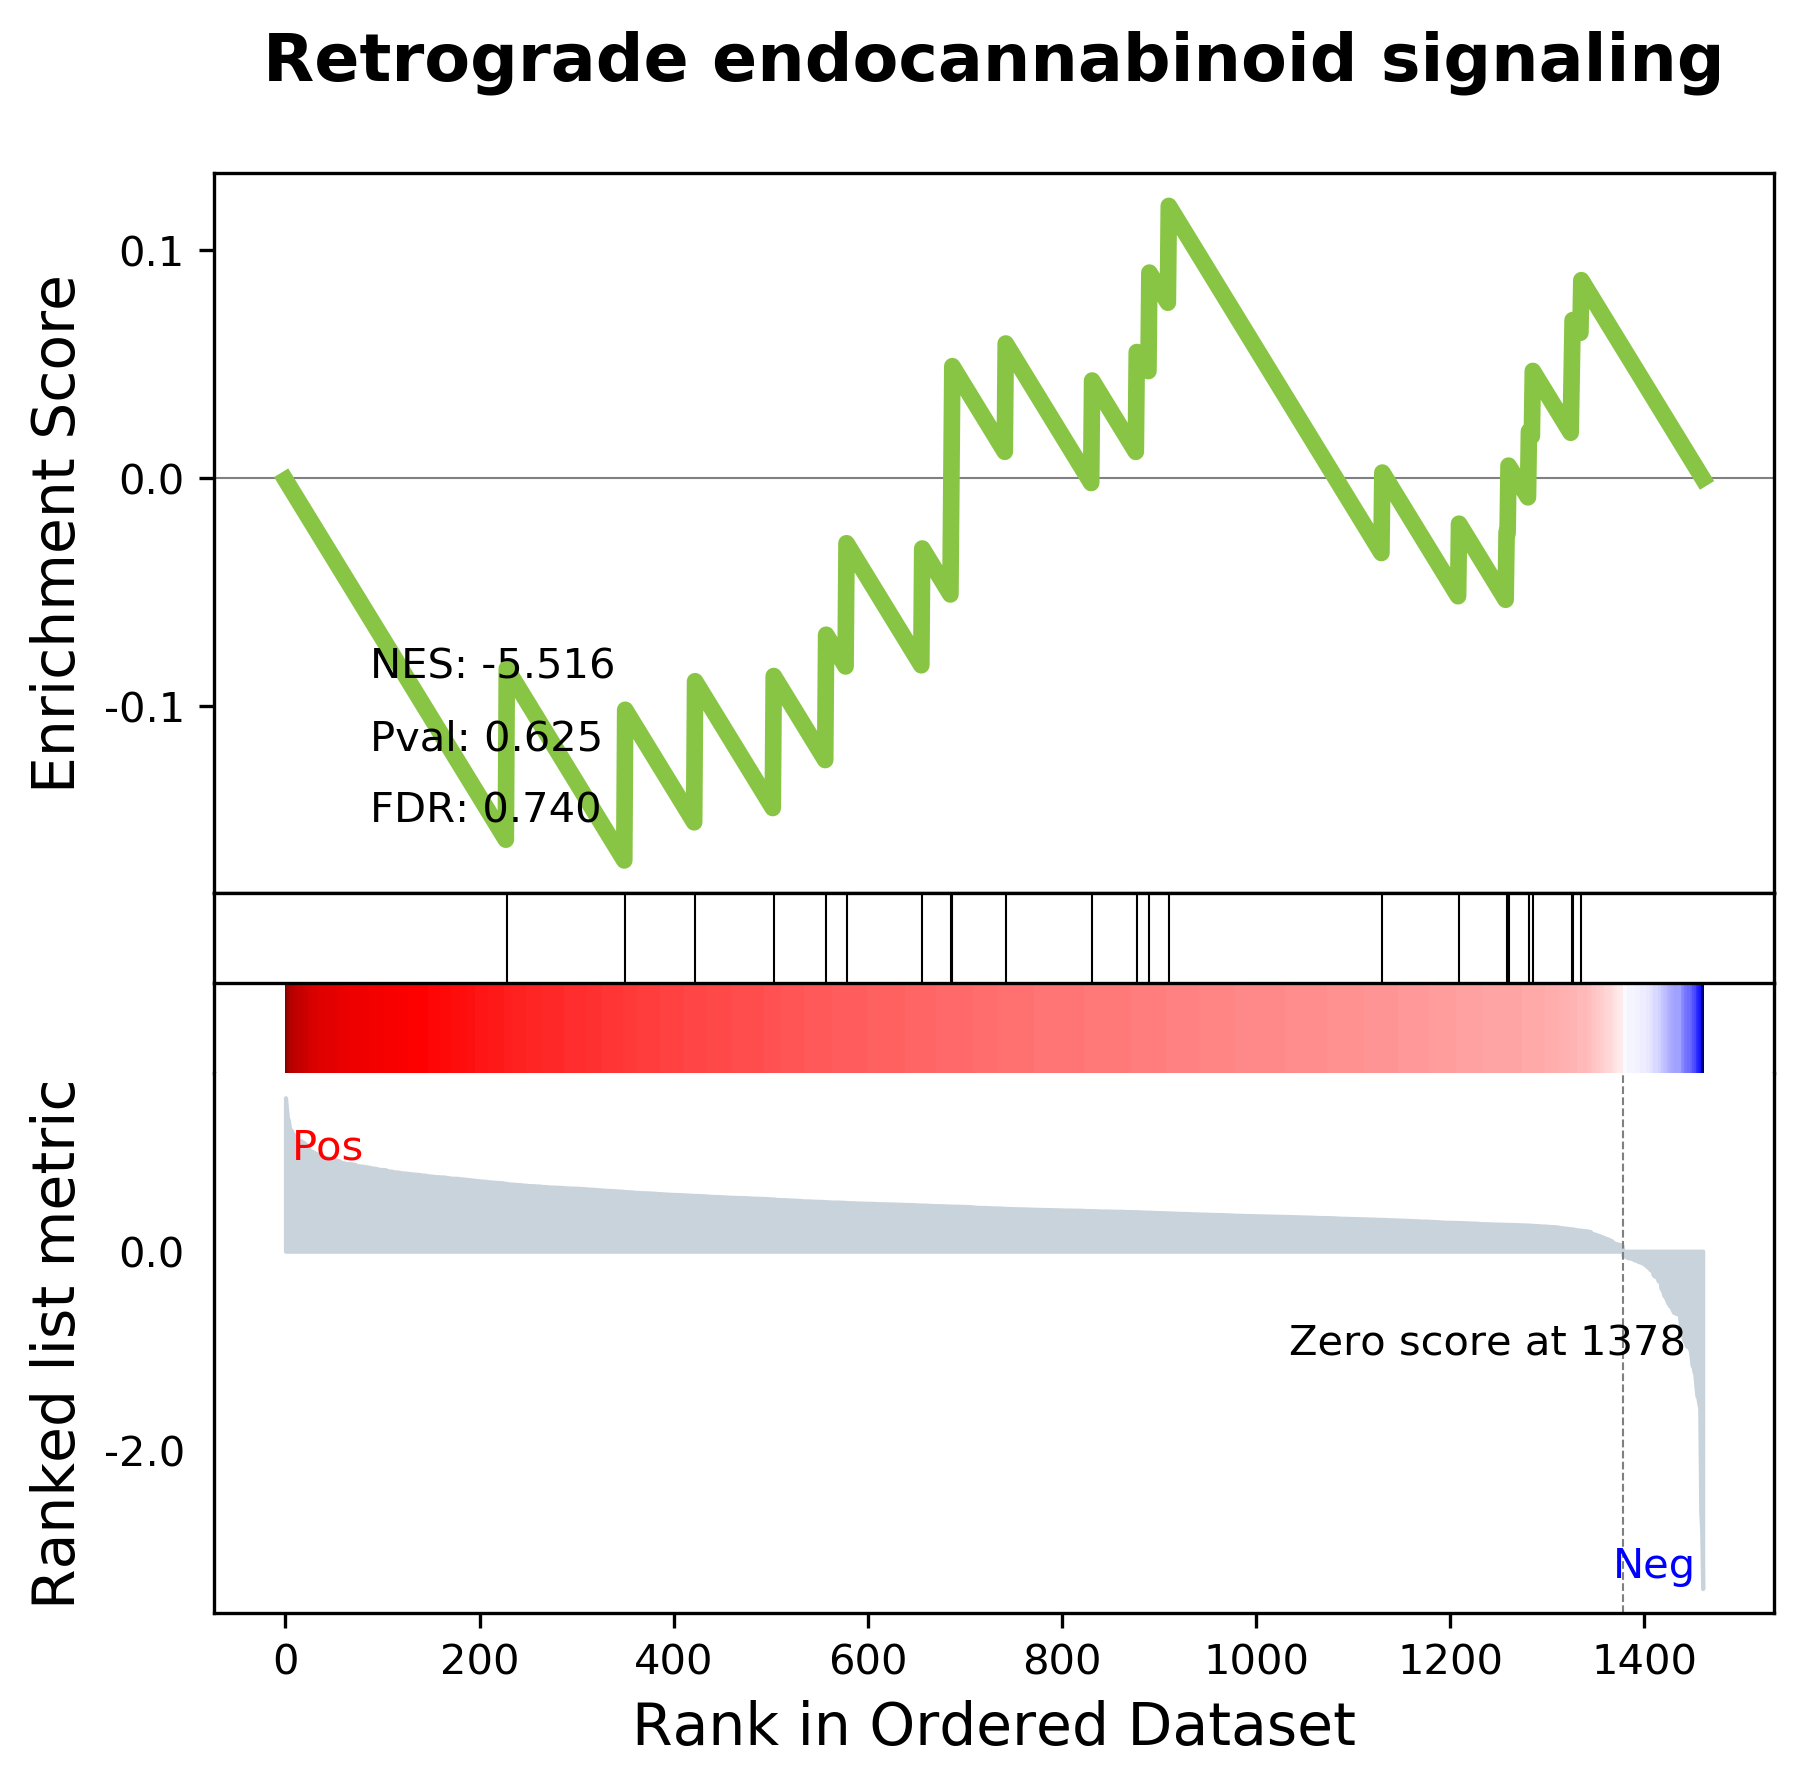 Retrograde endocannabinoid signaling
Enrichment Score
0.1
0.0
-0.1
NES: -5.516
Pval: 0.625
FDR: 0.740
Ranked list metric
Pos
0.0
Zero score at 1378
-2.0
Neg
0 200 400 600 800 1000 1200 1400
Rank in Ordered Dataset